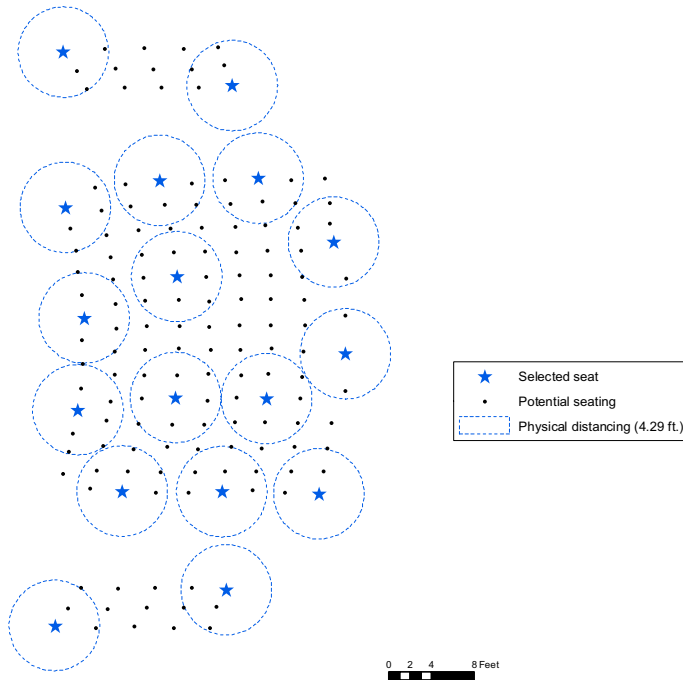 Selected seat
Potential seating
Physical distancing (4.29 ft.)
0 2 4 8 Feet